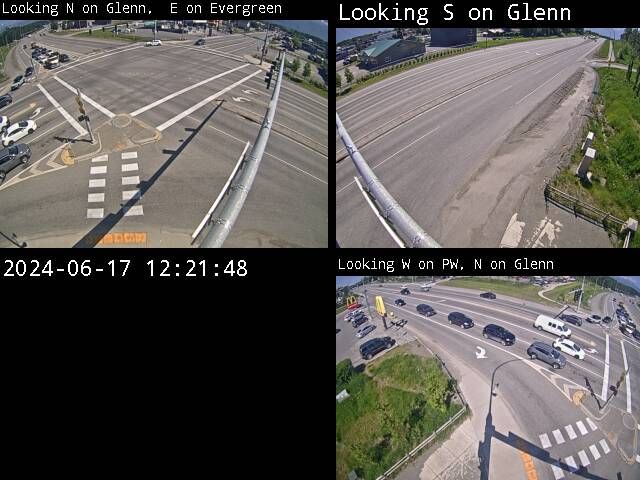 Looking N on Glenn,  E on Evergreen
Looking S on Glenn
2024-06-17 12:21:48
Looking W on PW, N on Glenn